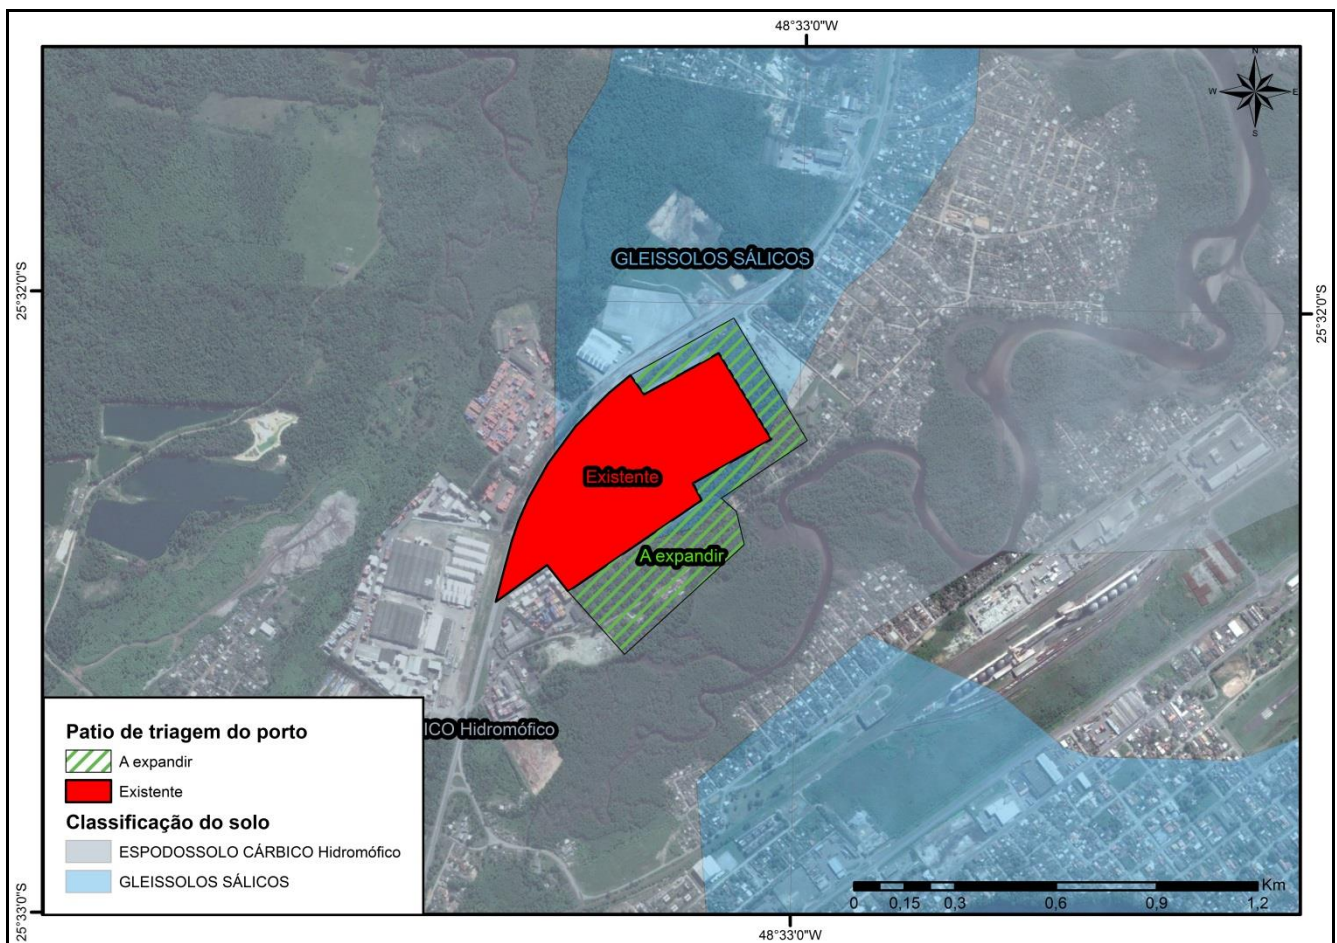 48°33'0"W
N
W
E
S
25°32'0"S
25°32'0"S
GLEISSOLOS SÁLICOS
Existente
A expandir
ICO Hidromófico
Patio de triagem do porto
A expandir
Existente
Classificação do solo
ESPODOSSOLO CÁRBICO Hidromófico
GLEISSOLOS SÁLICOS
Km
0 0,15 0,3 0,6 0,9 1,2
25°33'0"S
48°33'0"W